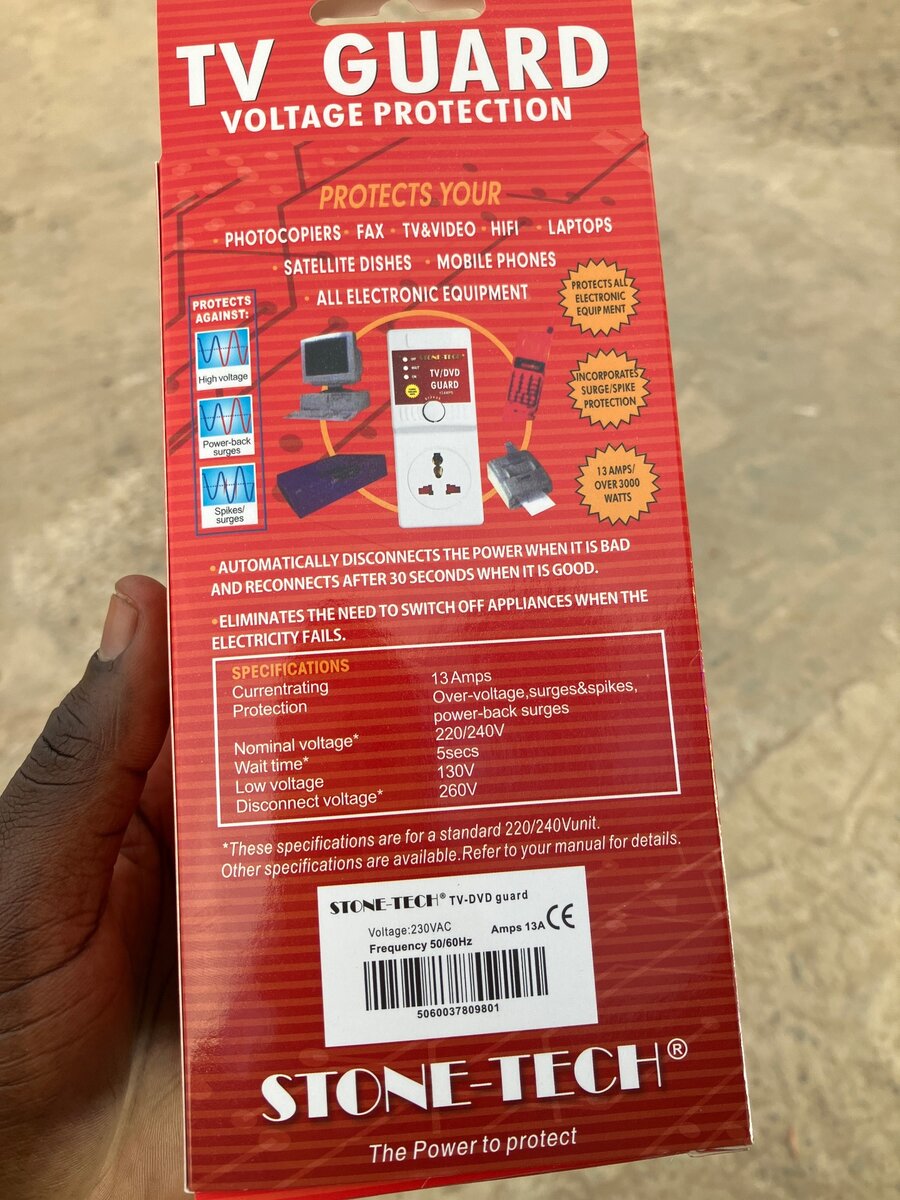 TV GUARD
VOLTAGE PROTECTION
PROTECTS YOUR
• PHOTOCOPIERS • FAX • TV&VIDEO • HIFI • LAPTOPS
• SATELLITE DISHES • MOBILE PHONES
• ALL ELECTRONIC EQUIPMENT
PROTECTS
AGAINST:
High voltage
Power-back
surges
Spikes/
surges
STONE-TECH
WAIT
TV/DVD
GUARD
PROTECTS ALL
ELECTRONIC
EQUIPMENT
INCORPORATES
SURGE/SPIKE
PROTECTION
13 AMPS/
OVER 3000
WATTS
•AUTOMATICALLY DISCONNECTS THE POWER WHEN IT IS BAD
AND RECONNECTS AFTER 30 SECONDS WHEN IT IS GOOD.
•ELIMINATES THE NEED TO SWITCH OFF APPLIANCES WHEN THE
ELECTRICITY FAILS.
SPECIFICATIONS
Currentrating 13 Amps
Protection Over-voltage,surges&spikes,
power-back surges
Nominal voltage* 220/240V
Wait time* 5secs
Low voltage 130V
Disconnect voltage* 260V
*These specifications are for a standard 220/240Vunit.
Other specifications are available.Refer to your manual for details.
STONE-TECH® TV-DVD guard
Voltage:230VAC Amps 13A CE
Frequency 50/60Hz
5060037809801
STONE-TECH®
The Power to protect